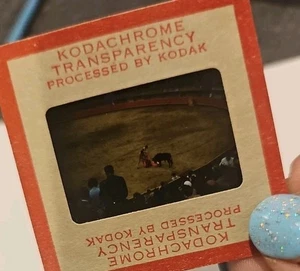 KODACHROME
TRANSPARENCY
PROCESSED BY KODAK
KODACHROME
TRANSPARENCY
PROCESSED BY KODAK